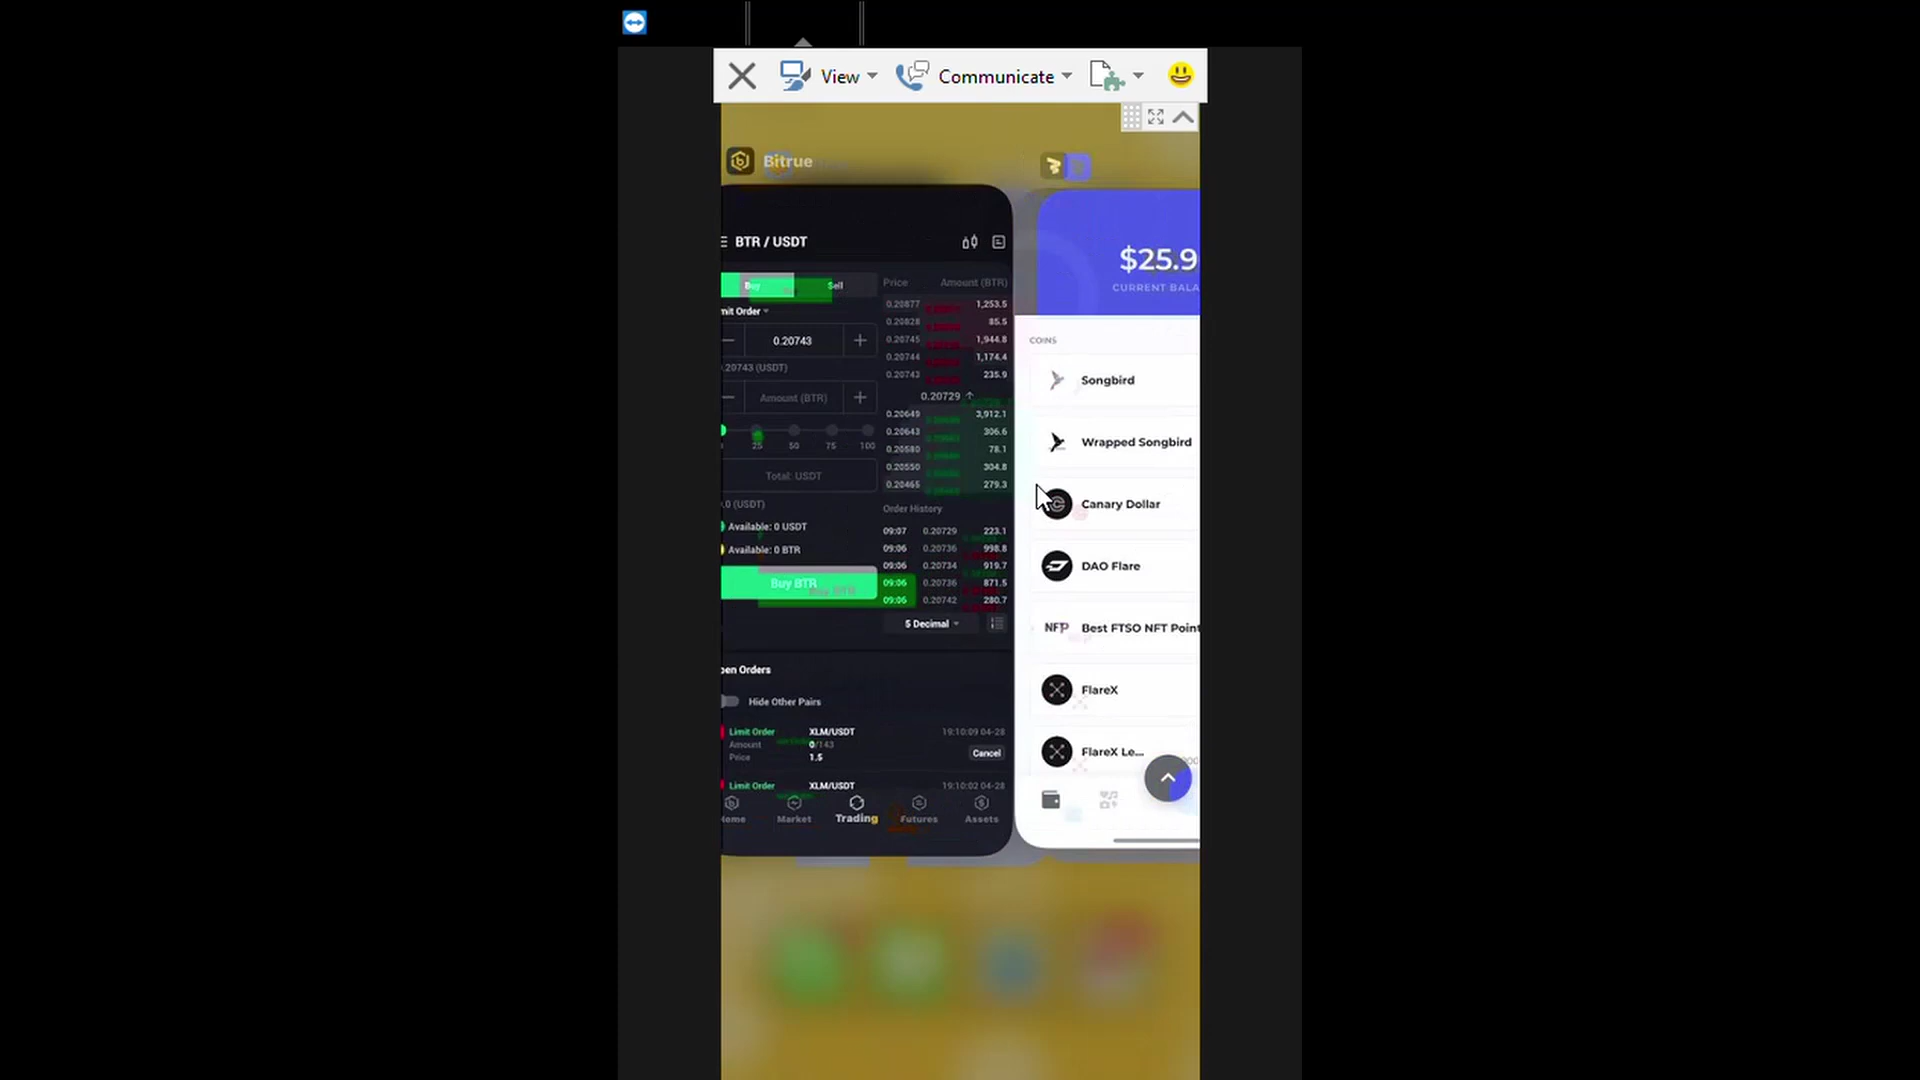 View
Communicate
Bitrue
BTR / USDT
Buy
Sell
Price
Amount (BTR)
mit Order
0.20743
.20743 (USDT)
Amount (BTR)
25
50
75
100
Total: USDT
.0 (USDT)
Available: 0 USDT
Available: 0 BTR
Buy BTR
0.20877 1,253.5
0.20828 85.5
0.20745 1,944.8
0.20744 1,174.4
0.20743 235.9
0.20729 ↑
0.20649 3,912.1
0.20643 306.6
0.20580 78.1
0.20550 304.8
0.20465 279.3
Order History
09:07 0.20729 223.1
09:06 0.20736 998.8
09:06 0.20734 919.7
09:06 0.20736 871.5
09:06 0.20742 280.7
5 Decimal
pen Orders
Hide Other Pairs
Limit Order XLM/USDT 19:10:09 04-28
Amount 0/143
Price 1.5
Cancel
Limit Order XLM/USDT 19:10:02 04-28
Home
Market
Trading
Futures
Assets
$25.9
CURRENT BALA
COINS
Songbird
Wrapped Songbird
Canary Dollar
DAO Flare
NFP
Best FTSO NFT Point
FlareX
FlareX Le...